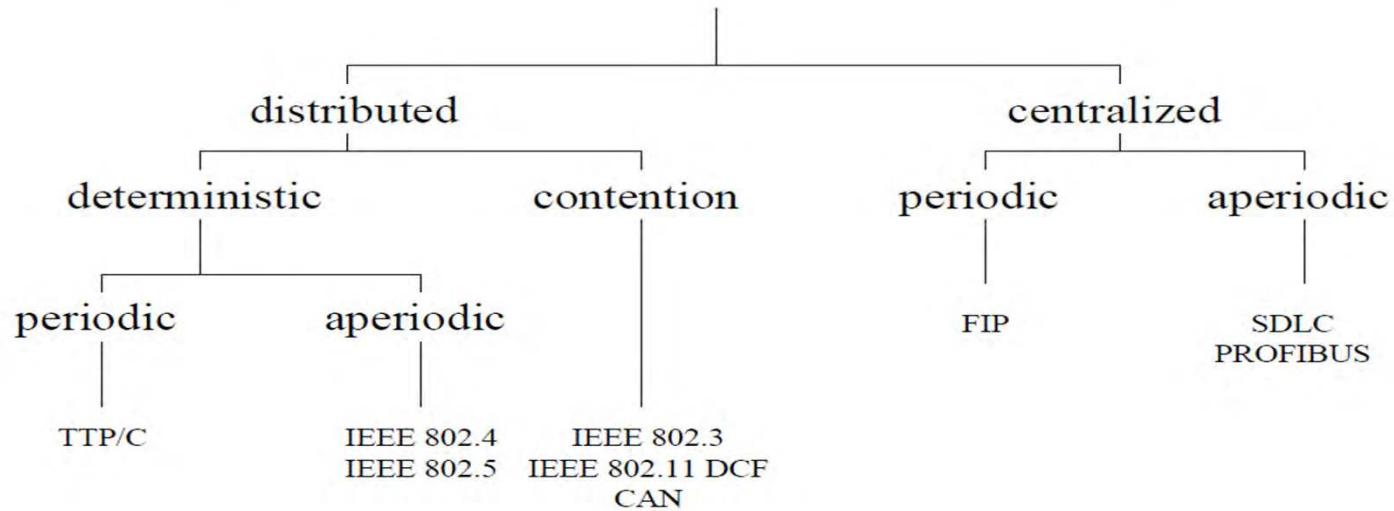 distributed
centralized
deterministic
contention
periodic
aperiodic
periodic
aperiodic
FIP
SDLC
PROFIBUS
TTP/C
IEEE 802.4
IEEE 802.5
IEEE 802.3
IEEE 802.11 DCF
CAN